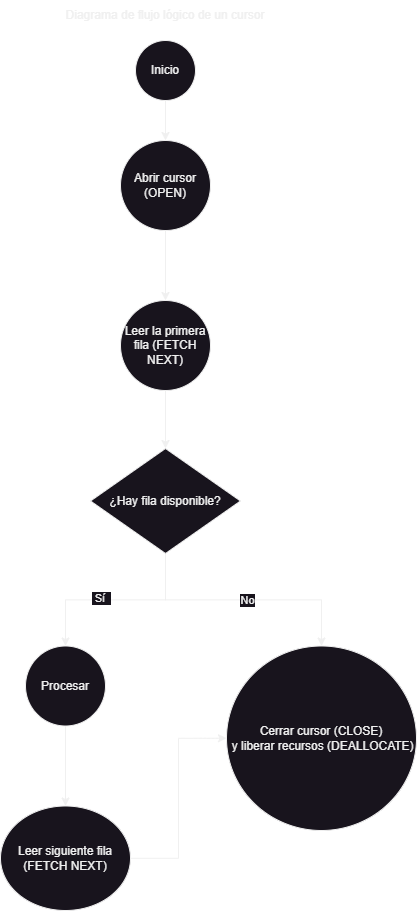 Diagrama de flujo lógico de un cursor
Inicio
Abrir cursor
(OPEN)
Leer la primera
fila (FETCH
NEXT)
¿Hay fila disponible?
Sí
No
Procesar
Cerrar cursor (CLOSE)
y liberar recursos (DEALLOCATE)
Leer siguiente fila
(FETCH NEXT)